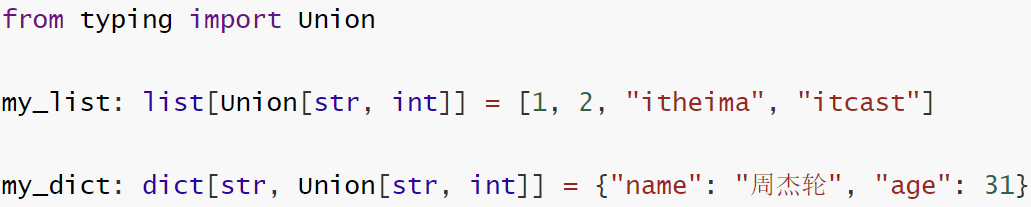 from typing import Union
my_list: list[Union[str, int]] = [1, 2, "itheima", "itcast"]
my_dict: dict[str, Union[str, int]] = {"name": "周杰轮", "age": 31}